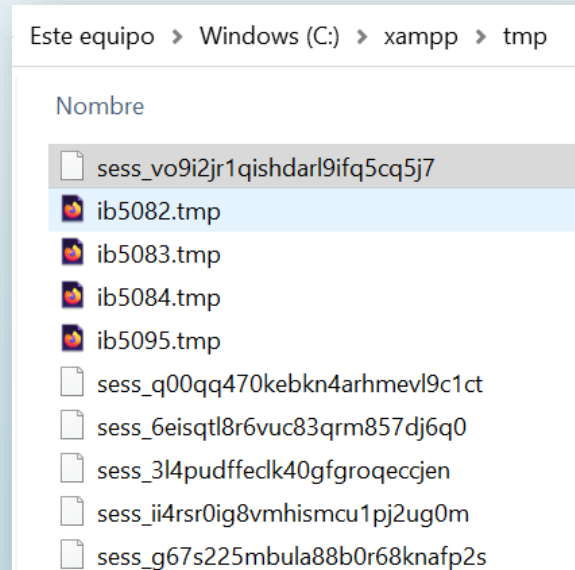 Este equipo > Windows (C:) > xampp > tmp
Nombre
sess_vo9i2jr1qishdarl9ifq5cq5j7
ib5082.tmp
ib5083.tmp
ib5084.tmp
ib5095.tmp
sess_q00qq470kebkn4arhmevl9c1ct
sess_6eisqtl8r6vuc83qrm857dj6q0
sess_3l4pudffeclk40gfgroqeccjen
sess_ii4rsr0ig8vmhismcu1pj2ug0m
sess_g67s225mbula88b0r68knafp2s